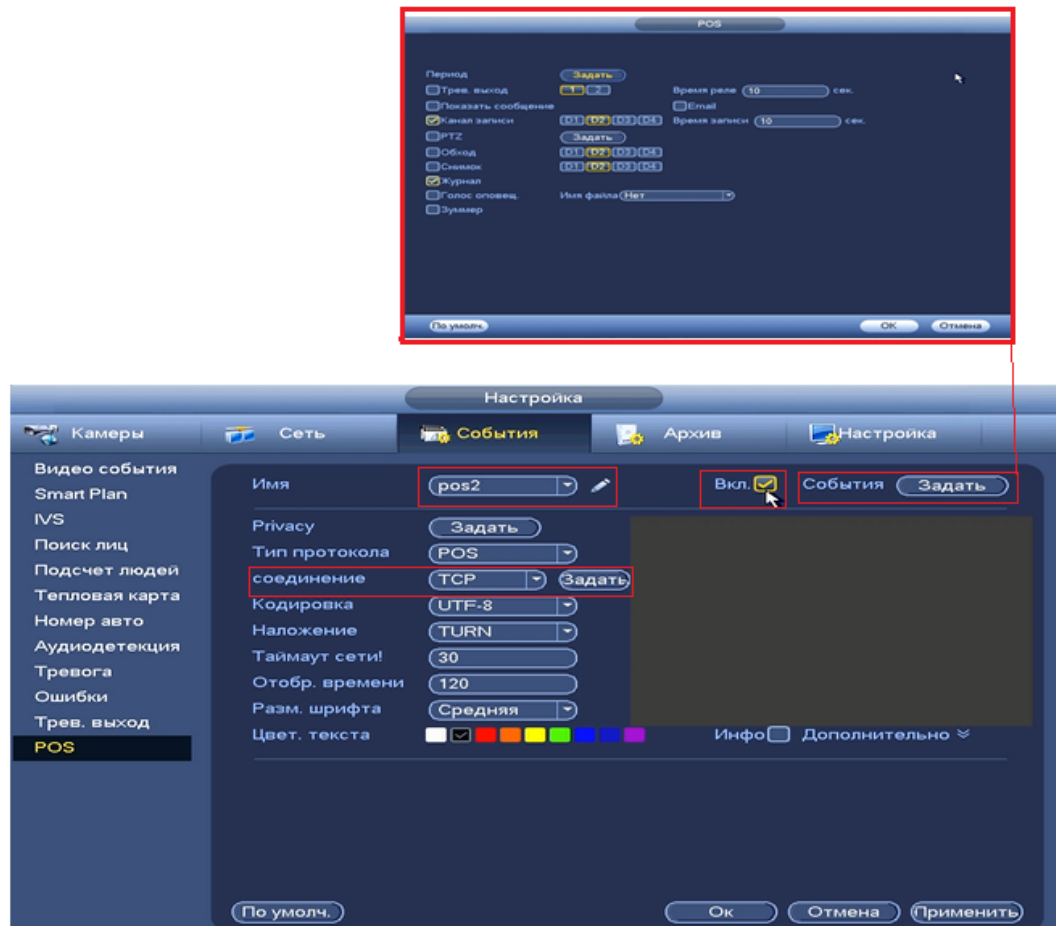 POS
Период Задать
Трев. выход 1 2 Время реле 10 сек.
Показать сообщение Email
Канал записи D1 D2 D3 D4 Время записи 10 сек.
PTZ Задать
Обход D1 D2 D3 D4
Снимок D1 D2 D3 D4
Журнал
Голос оповещ. Имя файла Нет
Зуммер
По умолч. OK Отмена
Настройка
Камеры Сеть События Архив Настройка
Видео события
Smart Plan
IVS
Поиск лиц
Подсчет людей
Тепловая карта
Номер авто
Аудиодетекция
Тревога
Ошибки
Трев. выход
POS
Имя pos2 Вкл. События Задать
Privacy Задать
Тип протокола POS
соединение TCP Задать
Кодировка UTF-8
Наложение TURN
Таймаут сети! 30
Отобр. времени 120
Разм. шрифта Средняя
Цвет. текста Инфо Дополнительно
По умолч. Ок Отмена Применить